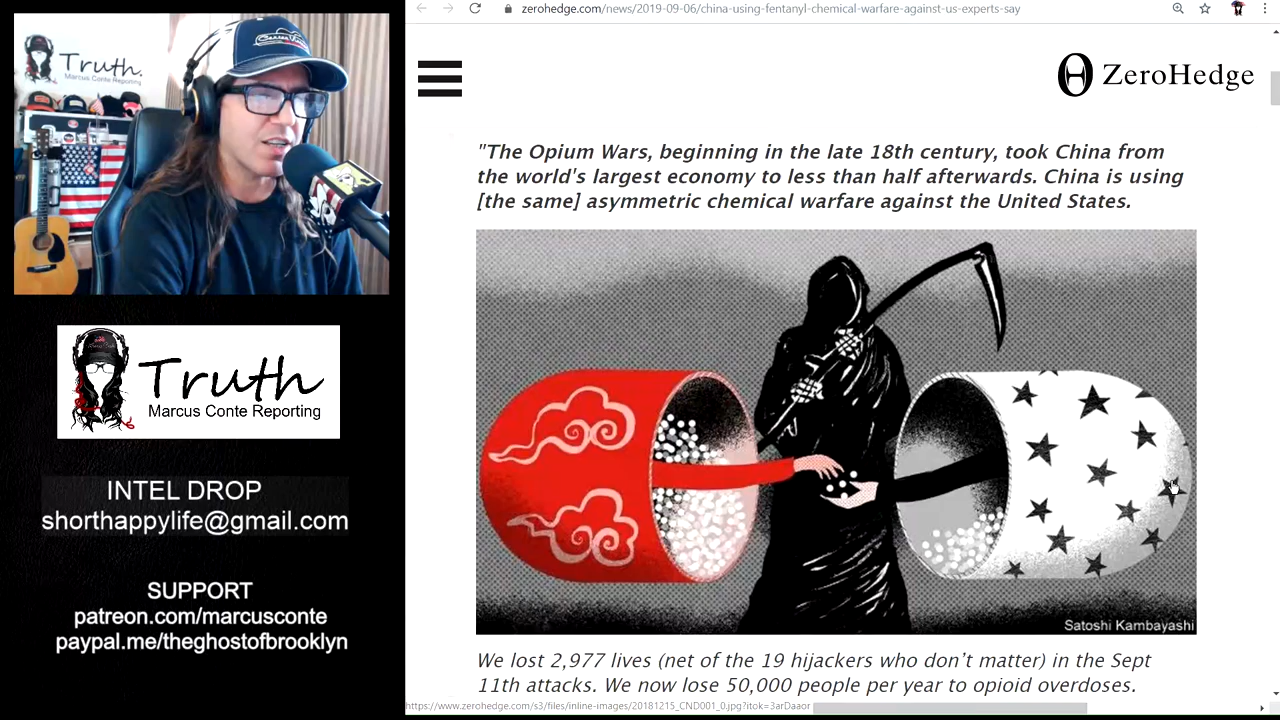 Truth.
Marcus Conte Reporting
Truth
Marcus Conte Reporting
INTEL DROP
shorthappylife@gmail.com
SUPPORT
patreon.com/marcusconte
paypal.me/theghostofbrooklyn
zerohedge.com/news/2019-09-06/china-using-fentanyl-chemical-warfare-against-us-experts-say
ZeroHedge
"The Opium Wars, beginning in the late 18th century, took China from
the world's largest economy to less than half afterwards. China is using
[the same] asymmetric chemical warfare against the United States.
Satoshi Kambayashi
We lost 2,977 lives (net of the 19 hijackers who don’t matter) in the Sept
11th attacks. We now lose 50,000 people per year to opioid overdoses.
https://www.zerohedge.com/s3/files/inline-images/20181215_CND001_0.jpg?itok=3arDaaor